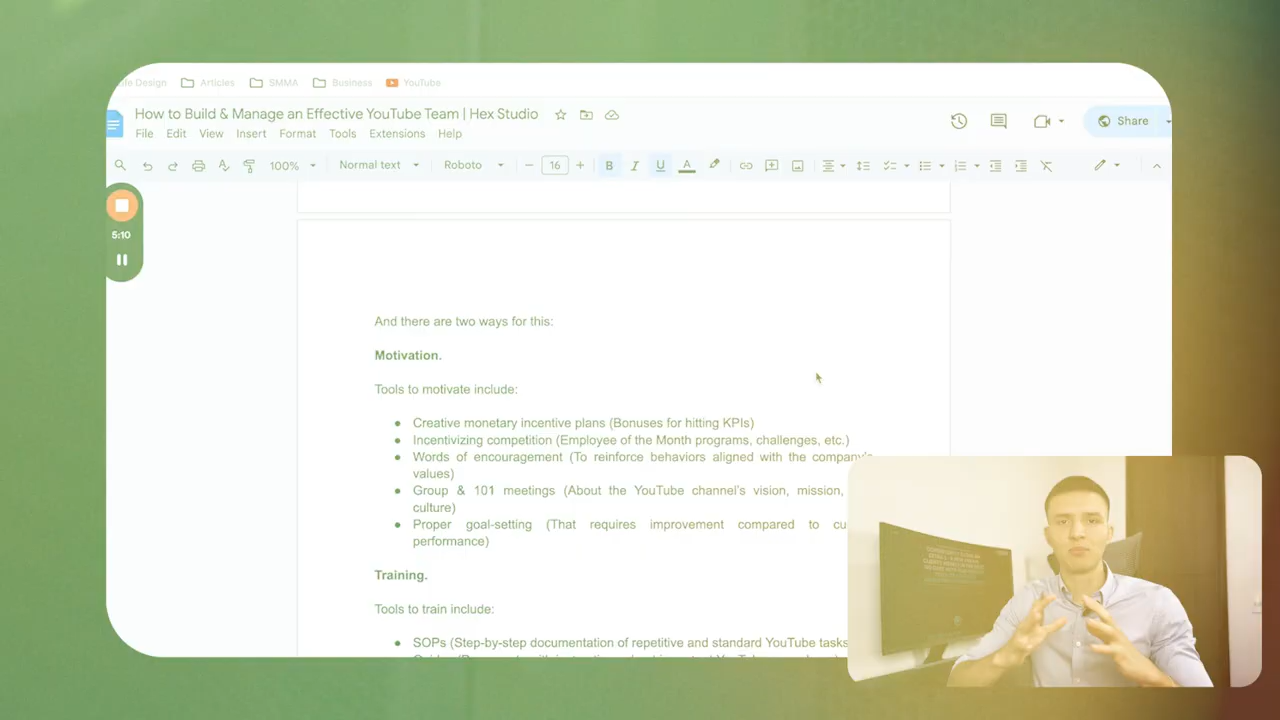 Articles SMMA Business YouTube
How to Build & Manage an Effective YouTube Team | Hex Studio
Share
File Edit View Insert Format Tools Extensions Help
100% Normal text Roboto 16 B I U A
5:10
And there are two ways for this:
Motivation.
Tools to motivate include:
Creative monetary incentive plans (Bonuses for hitting KPIs)
Incentivizing competition (Employee of the Month programs, challenges, etc.)
Words of encouragement (To reinforce behaviors aligned with the company's
values)
Group & 101 meetings (About the YouTube channel's vision, mission,
culture)
Proper goal-setting (That requires improvement compared to
performance)
Training.
Tools to train include:
SOPs (Step-by-step documentation of repetitive and standard YouTube tasks